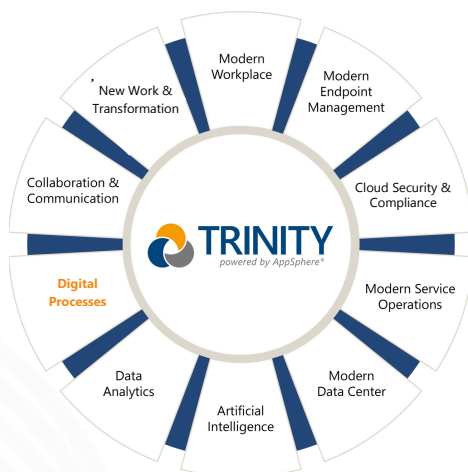 Modern
Workplace
Modern
Endpoint
Management
Cloud Security &
Compliance
Modern Service
Operations
Modern
Data Center
Artificial
Intelligence
Data
Analytics
Digital
Processes
Collaboration &
Communication
New Work &
Transformation
TRINITY
powered by AppSphere®